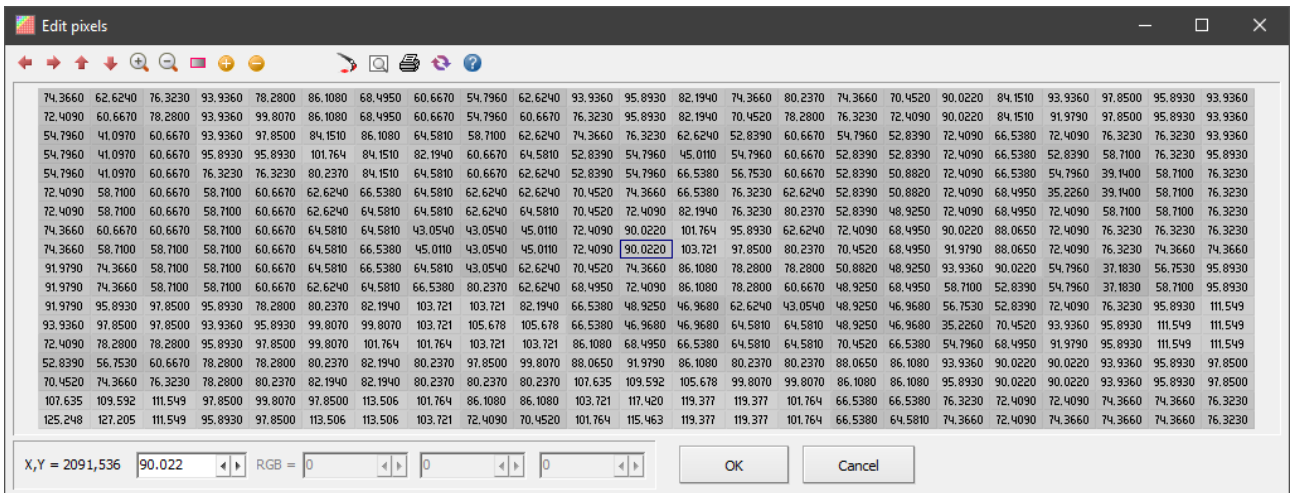 Edit pixels
74.3660 62.6240 76.3230 93.9360 78.2800 86.1080 68.4950 60.6670 54.7960 62.6240 93.9360 95.8930 82.1940 74.3660 80.2370 74.3660 70.4520 90.0220 84.1510 93.9360 97.8500 95.8930 93.9360
72.4090 60.6670 78.2800 93.9360 99.8070 86.1080 68.4950 60.6670 54.7960 60.6670 76.3230 95.8930 82.1940 70.4520 78.2800 76.3230 72.4090 90.0220 84.1510 91.9790 97.8500 95.8930 93.9360
54.7960 41.0970 60.6670 93.9360 97.8500 84.1510 86.1080 64.5810 58.7100 62.6240 74.3660 76.3230 62.6240 52.8390 60.6670 54.7960 52.8390 72.4090 66.5380 72.4090 76.3230 76.3230 93.9360
54.7960 41.0970 60.6670 95.8930 95.8930 101.764 84.1510 82.1940 60.6670 64.5810 52.8390 54.7960 45.0110 54.7960 60.6670 52.8390 52.8390 72.4090 66.5380 52.8390 58.7100 76.3230 95.8930
54.7960 41.0970 60.6670 76.3230 76.3230 80.2370 84.1510 64.5810 60.6670 62.6240 52.8390 54.7960 66.5380 56.7530 60.6670 52.8390 50.8820 72.4090 66.5380 54.7960 39.1400 58.7100 76.3230
72.4090 58.7100 60.6670 58.7100 60.6670 62.6240 66.5380 64.5810 62.6240 62.6240 70.4520 74.3660 66.5380 76.3230 62.6240 52.8390 50.8820 72.4090 68.4950 35.2260 39.1400 58.7100 76.3230
72.4090 58.7100 60.6670 58.7100 60.6670 62.6240 64.5810 64.5810 62.6240 64.5810 70.4520 72.4090 82.1940 76.3230 80.2370 52.8390 48.9250 72.4090 68.4950 72.4090 58.7100 58.7100 76.3230
74.3660 60.6670 60.6670 58.7100 60.6670 64.5810 64.5810 43.0540 43.0540 45.0110 72.4090 90.0220 101.764 95.8930 62.6240 72.4090 68.4950 90.0220 88.0650 72.4090 76.3230 76.3230 76.3230
74.3660 58.7100 58.7100 58.7100 60.6670 64.5810 66.5380 45.0110 43.0540 45.0110 72.4090 90.0220 103.721 97.8500 80.2370 70.4520 68.4950 91.9790 88.0650 72.4090 76.3230 74.3660 74.3660
91.9790 74.3660 58.7100 58.7100 60.6670 64.5810 66.5380 64.5810 43.0540 62.6240 70.4520 74.3660 86.1080 78.2800 78.2800 50.8820 48.9250 93.9360 90.0220 54.7960 37.1830 56.7530 95.8930
91.9790 74.3660 58.7100 58.7100 60.6670 62.6240 64.5810 66.5380 80.2370 62.6240 68.4950 72.4090 86.1080 78.2800 60.6670 48.9250 68.4950 58.7100 52.8390 54.7960 37.1830 58.7100 95.8930
91.9790 95.8930 97.8500 95.8930 78.2800 80.2370 82.1940 103.721 103.721 82.1940 66.5380 48.9250 46.9680 62.6240 43.0540 48.9250 46.9680 56.7530 52.8390 72.4090 76.3230 95.8930 111.549
93.9360 97.8500 97.8500 93.9360 95.8930 99.8070 99.8070 103.721 105.678 105.678 66.5380 46.9680 46.9680 64.5810 64.5810 48.9250 46.9680 35.2260 70.4520 93.9360 95.8930 111.549 111.549
72.4090 78.2800 78.2800 95.8930 97.8500 99.8070 101.764 101.764 103.721 103.721 86.1080 68.4950 66.5380 64.5810 64.5810 70.4520 66.5380 54.7960 68.4950 91.9790 95.8930 111.549 111.549
52.8390 56.7530 60.6670 78.2800 78.2800 80.2370 82.1940 80.2370 97.8500 99.8070 88.0650 91.9790 86.1080 80.2370 80.2370 88.0650 86.1080 93.9360 90.0220 90.0220 93.9360 95.8930 97.8500
70.4520 74.3660 76.3230 78.2800 80.2370 82.1940 82.1940 80.2370 80.2370 80.2370 107.635 109.592 105.678 99.8070 99.8070 86.1080 86.1080 95.8930 90.0220 90.0220 93.9360 95.8930 97.8500
107.635 109.592 111.549 97.8500 99.8070 97.8500 113.506 101.764 86.1080 86.1080 103.721 117.420 119.377 119.377 101.764 66.5380 66.5380 76.3230 72.4090 72.4090 74.3660 74.3660 74.3660
125.248 127.205 111.549 95.8930 97.8500 113.506 113.506 103.721 72.4090 70.4520 101.764 115.463 119.377 119.377 101.764 66.5380 64.5810 74.3660 72.4090 74.3660 74.3660 74.3660 76.3230
X,Y = 2091,536 90.022 RGB = 0 0 0 OK Cancel